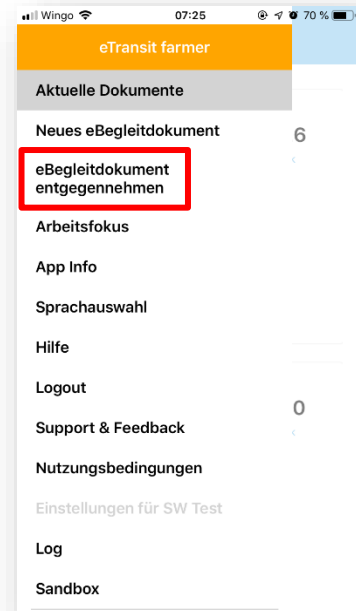 Wingo 07:25 70 %
eTransit farmer
Aktuelle Dokumente
Neues eBegleitdokument
6
eBegleitdokument
entgegennehmen
Arbeitsfokus
App Info
Sprachauswahl
Hilfe
Logout
0
Support & Feedback
Nutzungsbedingungen
Einstellungen für SW Test
Log
Sandbox